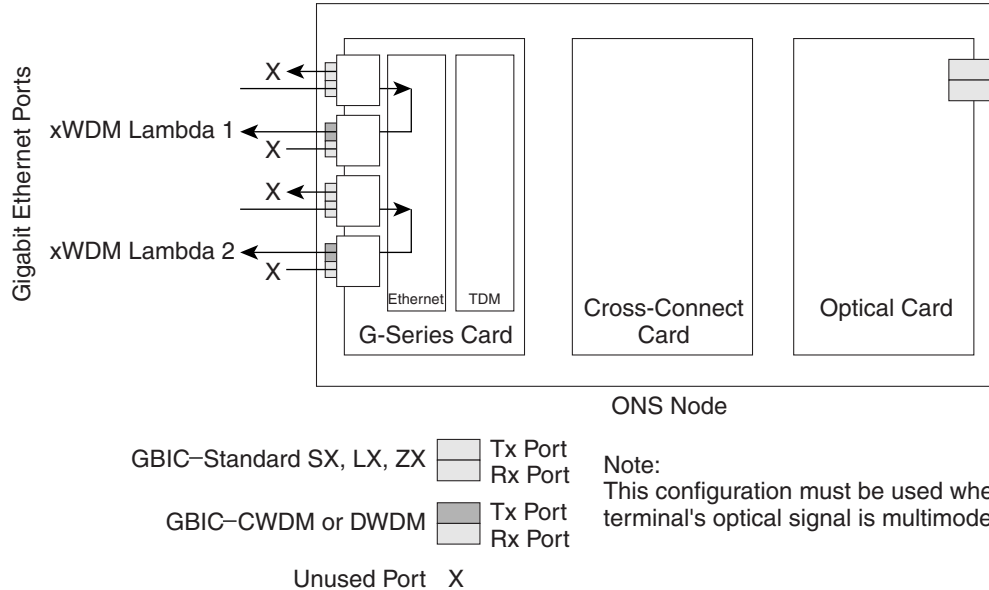 Gigabit Ethernet Ports
X
xWDM Lambda 1
X
X
xWDM Lambda 2
X
Ethernet
TDM
G-Series Card
Cross-Connect
Card
Optical Card
ONS Node
GBIC–Standard SX, LX, ZX
Tx Port
Rx Port
GBIC–CWDM or DWDM
Tx Port
Rx Port
Unused Port X
Note:
This configuration must be used whe
terminal's optical signal is multimode